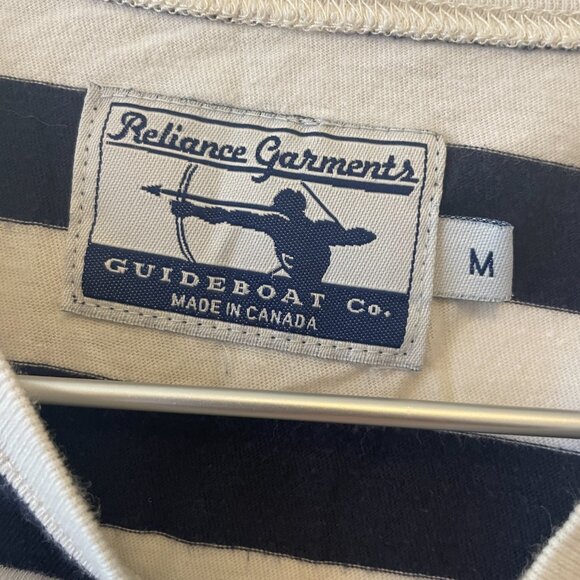 Reliance Garments
GUIDEBOAT Co.
MADE IN CANADA
M